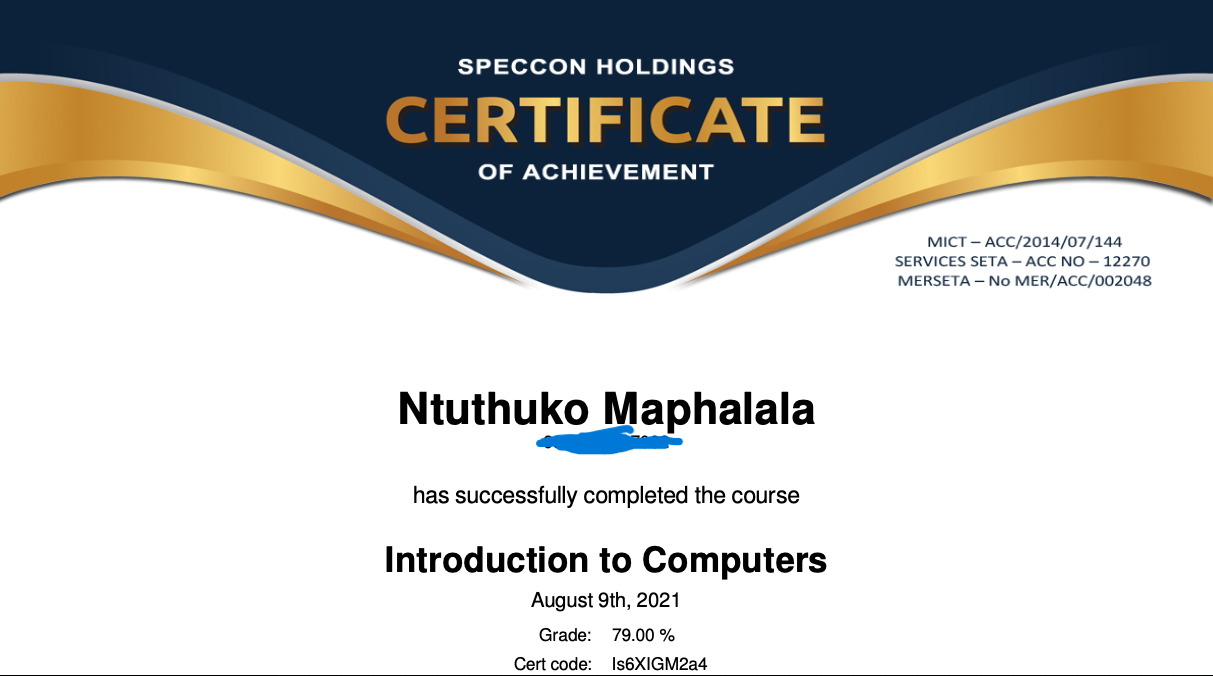 SPECCON HOLDINGS
CERTIFICATE
OF ACHIEVEMENT
MICT – ACC/2014/07/144
SERVICES SETA – ACC NO – 12270
MERSETA – No MER/ACC/002048
Ntuthuko Maphalala
has successfully completed the course
Introduction to Computers
August 9th, 2021
Grade: 79.00 %
Cert code: Is6XIGM2a4